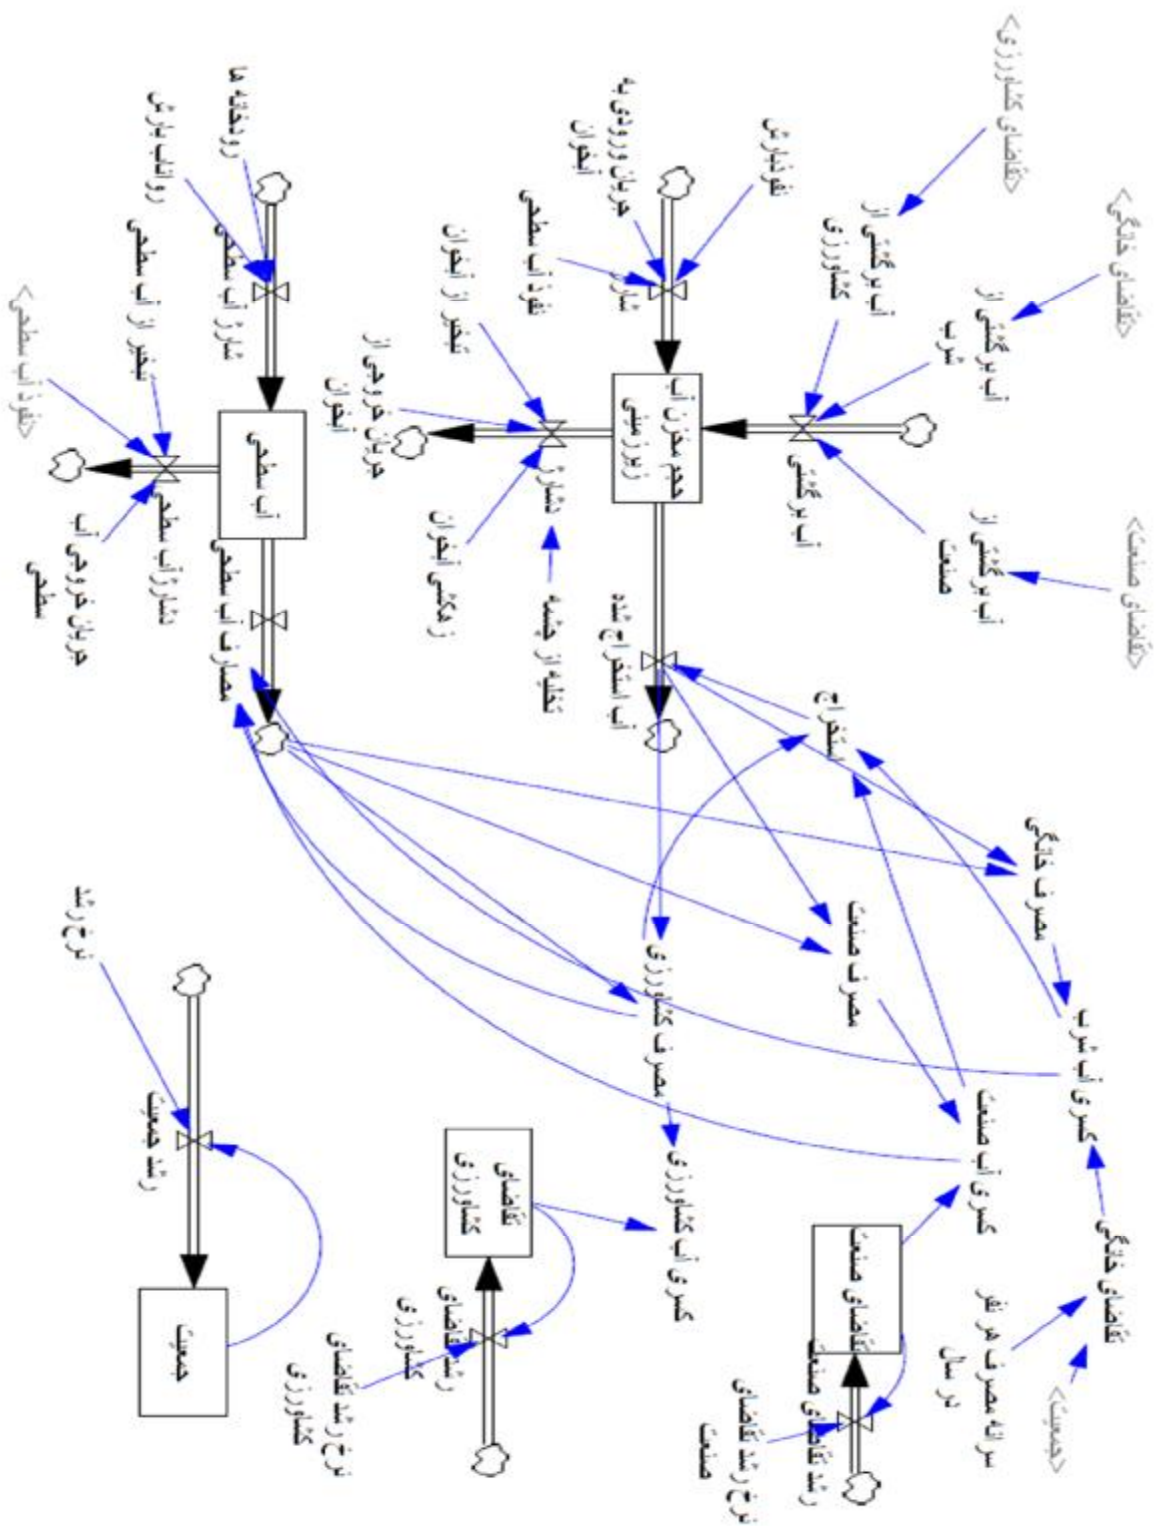 <تقاضای کشاورزی>
<تقاضای خانگی>
<تقاضای صنعت>
آب برگشتی از
کشاورزی
آب برگشتی از
شرب
آب برگشتی از
صنعت
آب برگشتی
نفوذبارش
جریان ورودی به
آبخوان
نفوذ آب سطحی
شارژ
حجم مخزن آب
زیرزمینی
تبخیر از آبخوان
جریان خروجی از
آبخوان
زهکشی آبخوان
دشارژ
تخلیه از چشمه
آب استخراج شده
استخراج
رودخانه ها
رواناب بارش
شارژ آب سطحی
آب سطحی
تبخیر از آب سطحی
<نفوذ آب سطحی>
دشارژ آب سطحی
جریان خروجی آب
سطحی
مصارف آب سطحی
مصرف خانگی
مصرف صنعت
مصرف کشاورزی
کسری آب شرب
کسری آب صنعت
کسری آب کشاورزی
تقاضای خانگی
سرانه مصرف هر نفر
در سال
<جمعیت>
تقاضای صنعت
رشد تقاضای صنعت
نرخ رشد تقاضای
صنعت
تقاضای
کشاورزی
رشد تقاضای
کشاورزی
نرخ رشد تقاضای
کشاورزی
نرخ رشد
رشد جمعیت
جمعیت